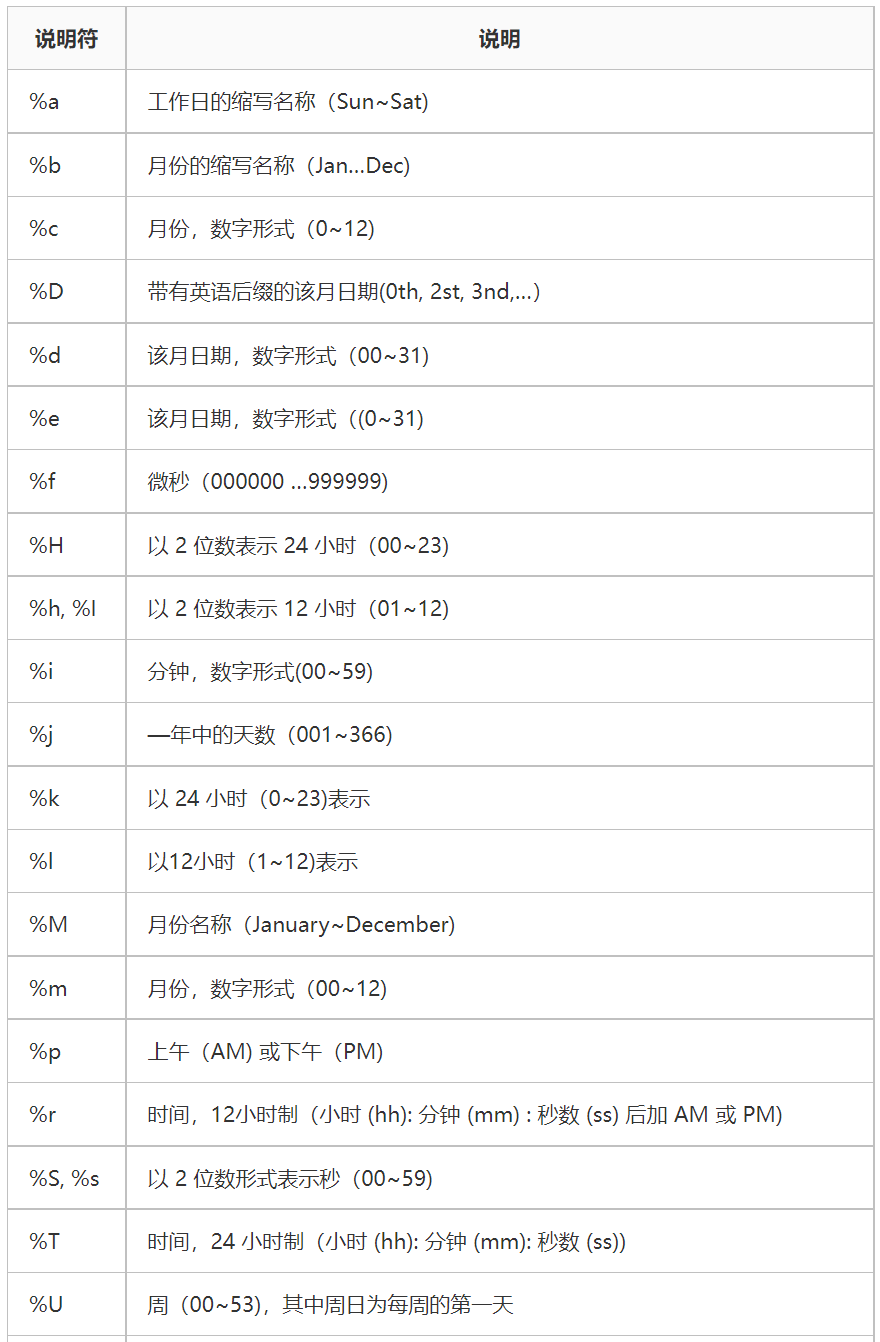 说明符 说明
%a 工作日的缩写名称（Sun~Sat)
%b 月份的缩写名称（Jan…Dec)
%c 月份，数字形式（0~12)
%D 带有英语后缀的该月日期(0th, 2st, 3nd,…）
%d 该月日期，数字形式（00~31)
%e 该月日期，数字形式（(0~31)
%f 微秒（000000 …999999)
%H 以 2 位数表示 24 小时（00~23)
%h, %I 以 2 位数表示 12 小时（01~12)
%i 分钟，数字形式(00~59)
%j —年中的天数（001~366)
%k 以 24 小时（0~23)表示
%l 以12小时（1~12)表示
%M 月份名称（January~December)
%m 月份，数字形式（00~12)
%p 上午（AM) 或下午（PM)
%r 时间，12小时制（小时 (hh): 分钟 (mm) : 秒数 (ss) 后加 AM 或 PM)
%S, %s 以 2 位数形式表示秒（00~59)
%T 时间，24 小时制（小时 (hh): 分钟 (mm): 秒数 (ss))
%U 周（00~53)，其中周日为每周的第一天